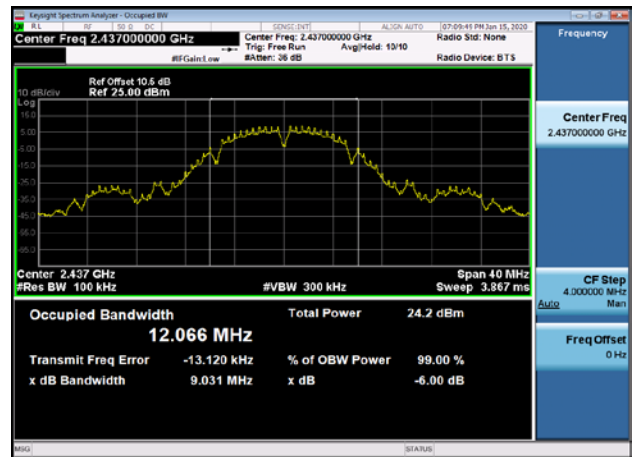 Keysight Spectrum Analyzer - Occupied BW
RL RF 50 Ω DC SENSE:INT ALIGN AUTO 07:09:45 PM Jan 15, 2020
Center Freq 2.437000000 GHz
Center Freq: 2.437000000 GHz Radio Std: None
Trig: Free Run Avg|Hold: 10/10
#IFGain:Low #Atten: 36 dB Radio Device: BTS
Frequency
Ref Offset 10.6 dB
10 dB/div Ref 25.00 dBm
Log
15.0
5.00
-5.00
-15.0
-25.0
-35.0
-45.0
-55.0
-65.0
Center Freq
2.437000000 GHz
Center 2.437 GHz Span 40 MHz
#Res BW 100 kHz #VBW 300 kHz Sweep 3.867 ms
CF Step
4.000000 MHz
Auto Man
Occupied Bandwidth Total Power 24.2 dBm
12.066 MHz
Transmit Freq Error -13.120 kHz % of OBW Power 99.00 %
x dB Bandwidth 9.031 MHz x dB -6.00 dB
Freq Offset
0 Hz
MSG STATUS